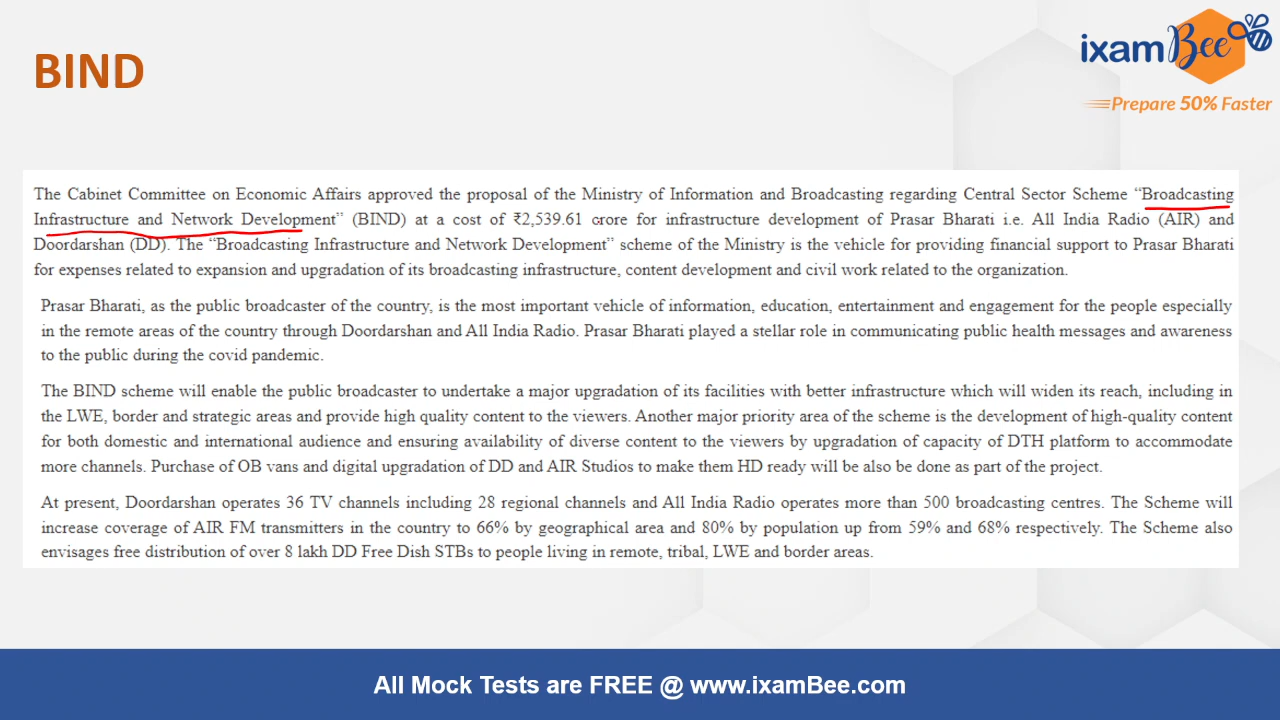 BIND
ixamBee
Prepare 50% Faster
The Cabinet Committee on Economic Affairs approved the proposal of the Ministry of Information and Broadcasting regarding Central Sector Scheme “Broadcasting
Infrastructure and Network Development” (BIND) at a cost of ₹2,539.61 crore for infrastructure development of Prasar Bharati i.e. All India Radio (AIR) and
Doordarshan (DD). The “Broadcasting Infrastructure and Network Development” scheme of the Ministry is the vehicle for providing financial support to Prasar Bharati
for expenses related to expansion and upgradation of its broadcasting infrastructure, content development and civil work related to the organization.
Prasar Bharati, as the public broadcaster of the country, is the most important vehicle of information, education, entertainment and engagement for the people especially
in the remote areas of the country through Doordarshan and All India Radio. Prasar Bharati played a stellar role in communicating public health messages and awareness
to the public during the covid pandemic.
The BIND scheme will enable the public broadcaster to undertake a major upgradation of its facilities with better infrastructure which will widen its reach, including in
the LWE, border and strategic areas and provide high quality content to the viewers. Another major priority area of the scheme is the development of high-quality content
for both domestic and international audience and ensuring availability of diverse content to the viewers by upgradation of capacity of DTH platform to accommodate
more channels. Purchase of OB vans and digital upgradation of DD and AIR Studios to make them HD ready will be also be done as part of the project.
At present, Doordarshan operates 36 TV channels including 28 regional channels and All India Radio operates more than 500 broadcasting centres. The Scheme will
increase coverage of AIR FM transmitters in the country to 66% by geographical area and 80% by population up from 59% and 68% respectively. The Scheme also
envisages free distribution of over 8 lakh DD Free Dish STBs to people living in remote, tribal, LWE and border areas.
All Mock Tests are FREE @ www.ixamBee.com